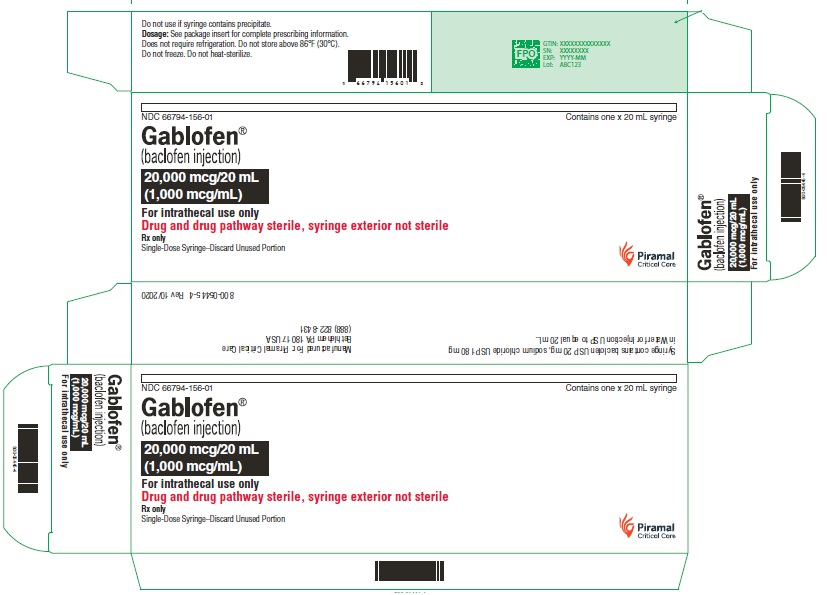 Do not use if syringe contains precipitate.
Dosage: See package insert for complete prescribing information.
Does not require refrigeration. Do not store above 86°F (30°C).
Do not freeze. Do not heat-sterilize.
3 66794 15601 0
FPO
GTIN: XXXXXXXXXXXXXX
SN: XXXXXXXX
EXP: YYYY-MM
Lot: ABC123
NDC 66794-156-01
Contains one x 20 mL syringe
Gablofen®
(baclofen injection)
20,000 mcg/20 mL
(1,000 mcg/mL)
For intrathecal use only
Drug and drug pathway sterile, syringe exterior not sterile
Rx only
Single-Dose Syringe–Discard Unused Portion
Piramal
Critical Care
Gablofen®
(baclofen injection)
20,000 mcg/20 mL
(1,000 mcg/mL)
For intrathecal use only
Syringe contains baclofen USP 20 mg, sodium chloride USP 180 mg
in Water for Injection USP to equal 20 mL.
Manufactured For: Piramal Critical Care
Bethlehem PA, 18017 USA
(888) 822-8431
800-0544 5-4 Rev 10/2020
Gablofen®
(baclofen injection)
20,000 mcg/20 mL
(1,000 mcg/mL)
For intrathecal use only
NDC 66794-156-01
Contains one x 20 mL syringe
Gablofen®
(baclofen injection)
20,000 mcg/20 mL
(1,000 mcg/mL)
For intrathecal use only
Drug and drug pathway sterile, syringe exterior not sterile
Rx only
Single-Dose Syringe–Discard Unused Portion
Piramal
Critical Care